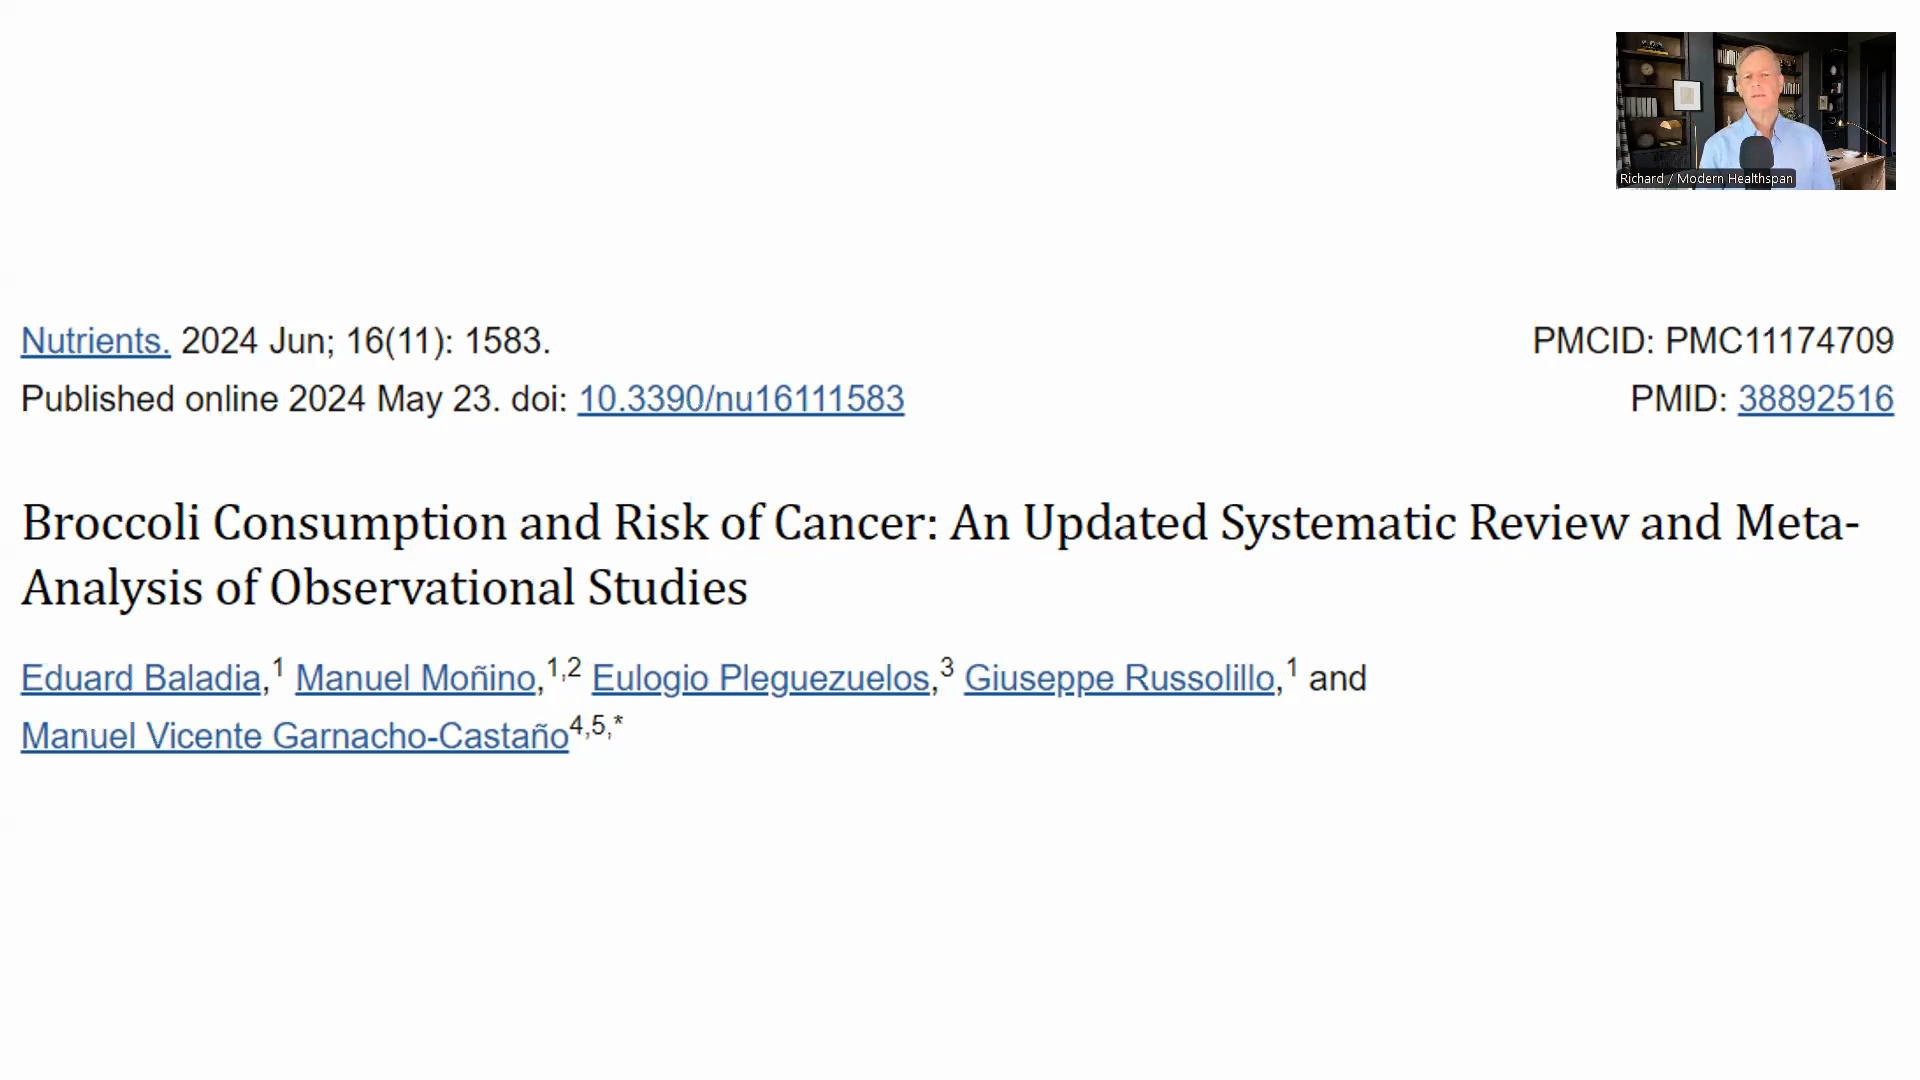 Richard / Modern Healthspan
Nutrients. 2024 Jun; 16(11): 1583.
PMCID: PMC11174709
Published online 2024 May 23. doi: 10.3390/nu16111583
PMID: 38892516
Broccoli Consumption and Risk of Cancer: An Updated Systematic Review and Meta-
Analysis of Observational Studies
Eduard Baladia,1 Manuel Moñino,1,2 Eulogio Pleguezuelos,3 Giuseppe Russolillo,1 and
Manuel Vicente Garnacho-Castaño4,5,*